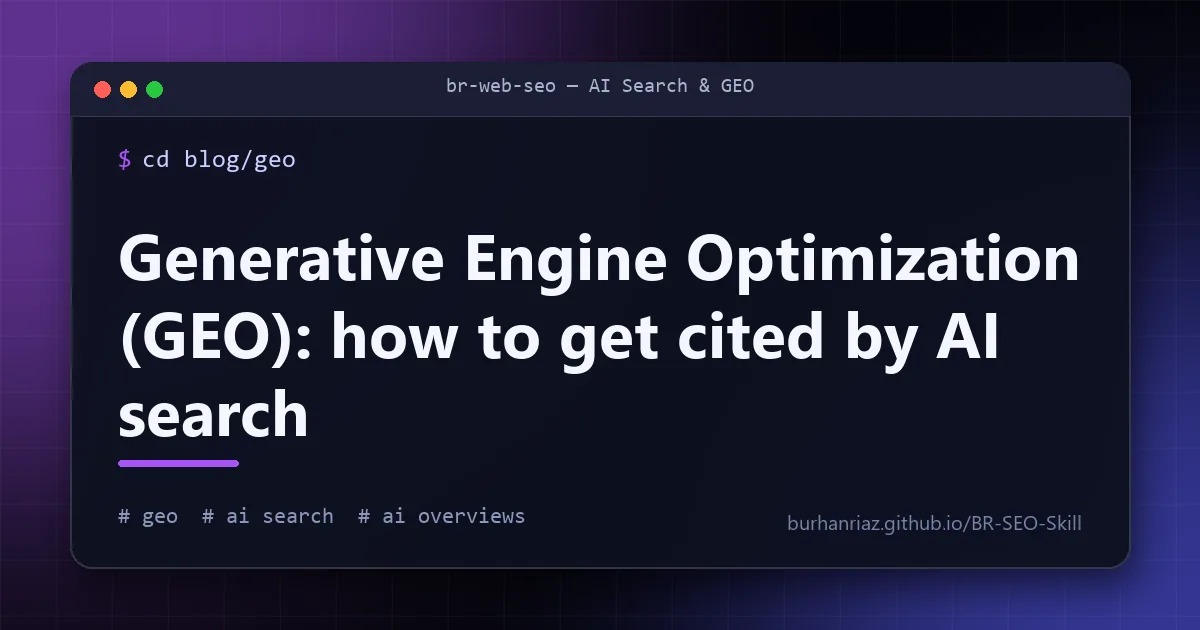 br-web-seo — AI Search & GEO
$ cd blog/geo
Generative Engine Optimization
(GEO): how to get cited by AI
search
# geo # ai search # ai overviews
burhanriaz.github.io/BR-SEO-Skill